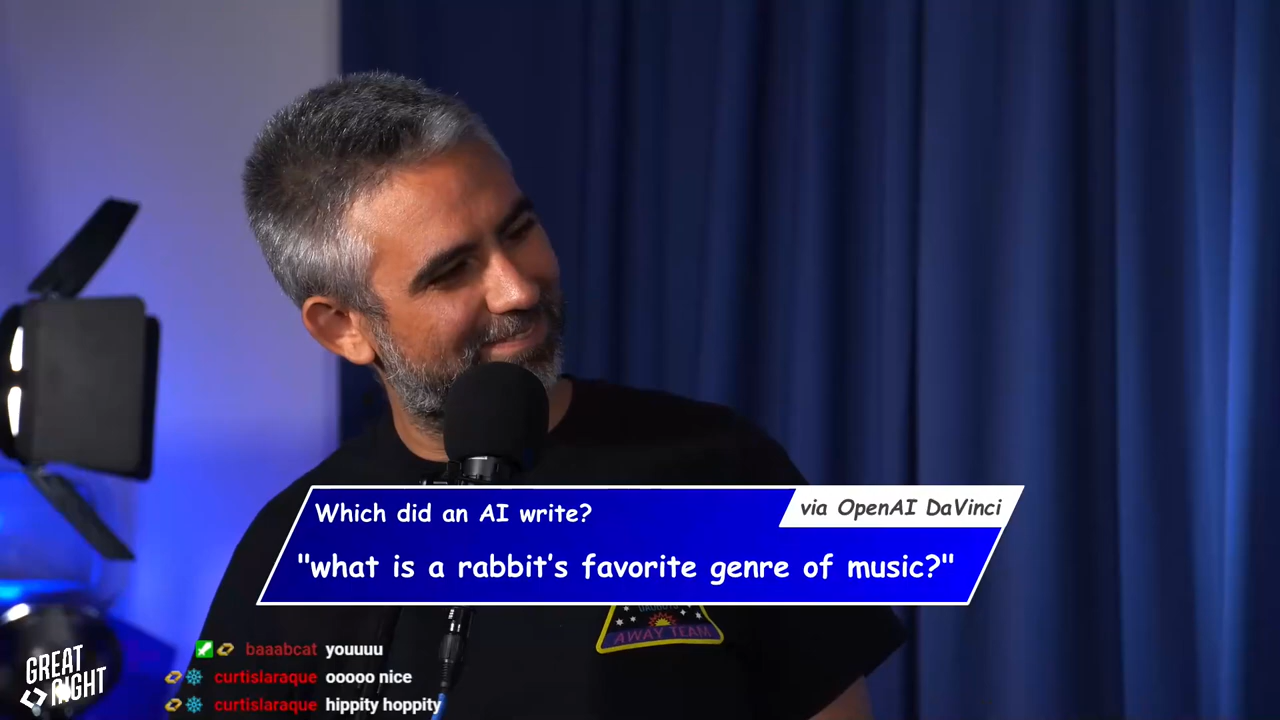 Which did an AI write?
via OpenAI DaVinci
"what is a rabbit's favorite genre of music?"
AWAY TEAM
baaabcat youuuu
curtislaraque ooooo nice
curtislaraque hippity hoppity
GREAT
NIGHT